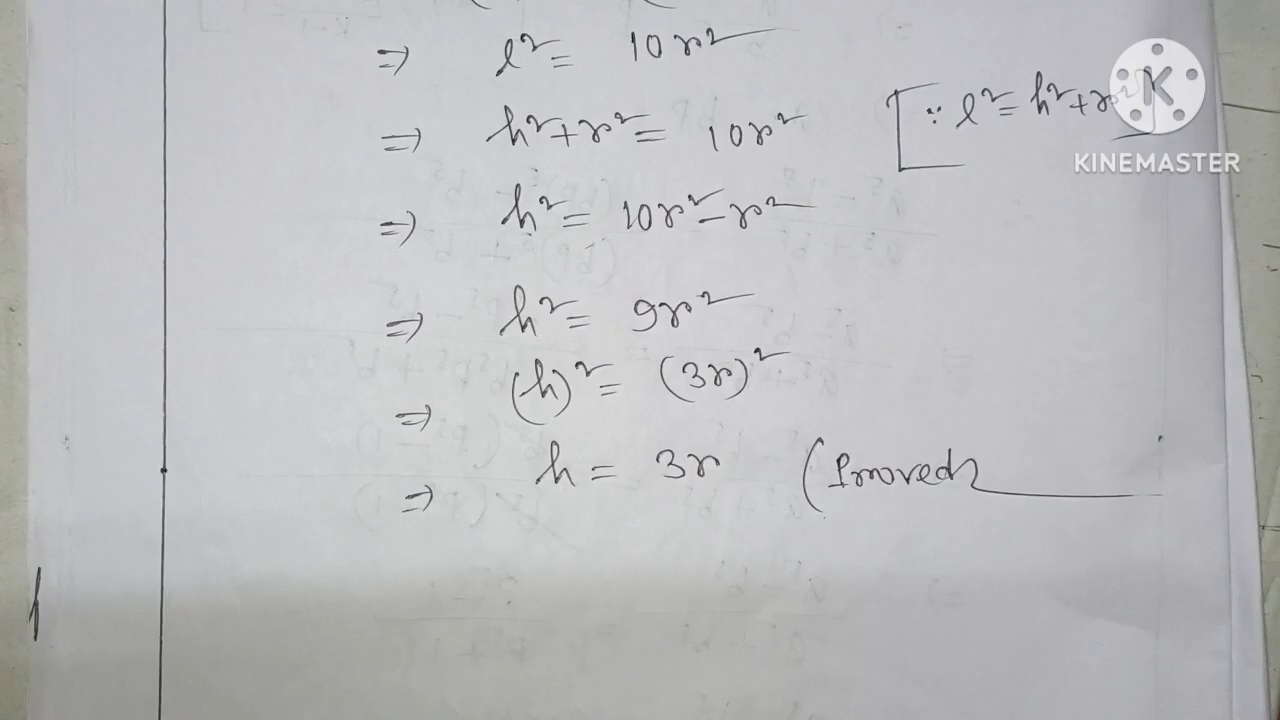 ⇒ l² = 10r²
⇒ h² + r² = 10r² [∵ l² = h² + r²]
KINEMASTER
⇒ h² = 10r² - r²
⇒ h² = 9r²
⇒ (h)² = (3r)²
⇒ h = 3r (Proved)